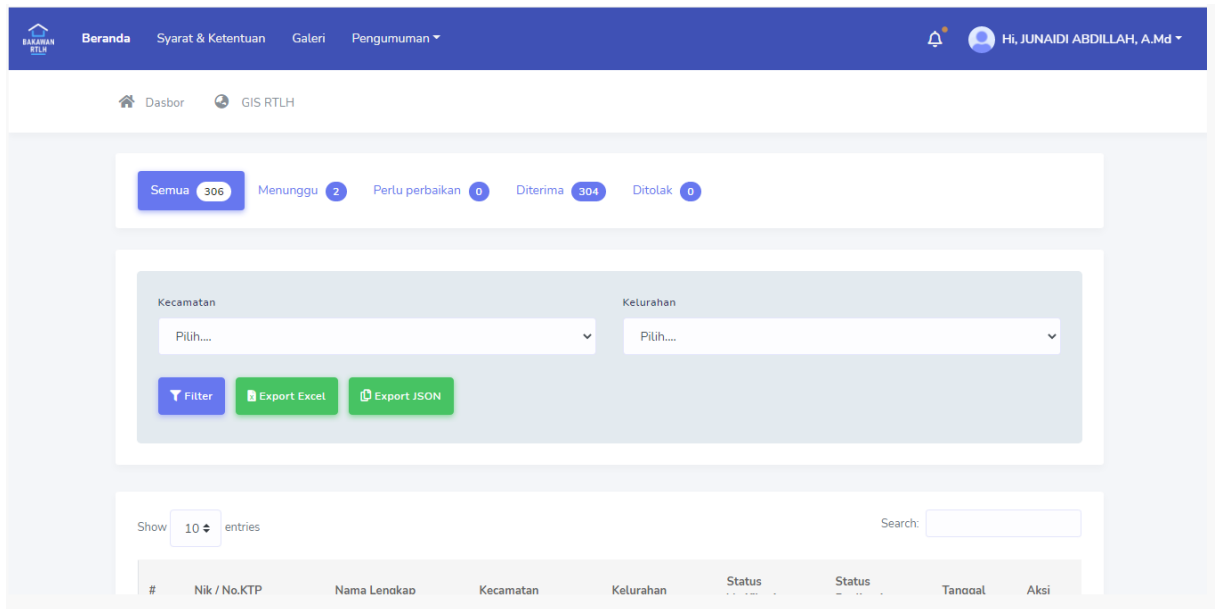 BAKAWAN
RTLH
Beranda Syarat & Ketentuan Galeri Pengumuman Hi, JUNAIDI ABDILLAH, A.Md
Dasbor GIS RTLH
Semua 306 Menunggu 2 Perlu perbaikan 0 Diterima 304 Ditolak 0
Kecamatan Kelurahan
Pilih.... Pilih....
Filter Export Excel Export JSON
Show 10 entries Search:
# Nik / No.KTP Nama Lengkap Kecamatan Kelurahan Status Status Tanggal Aksi